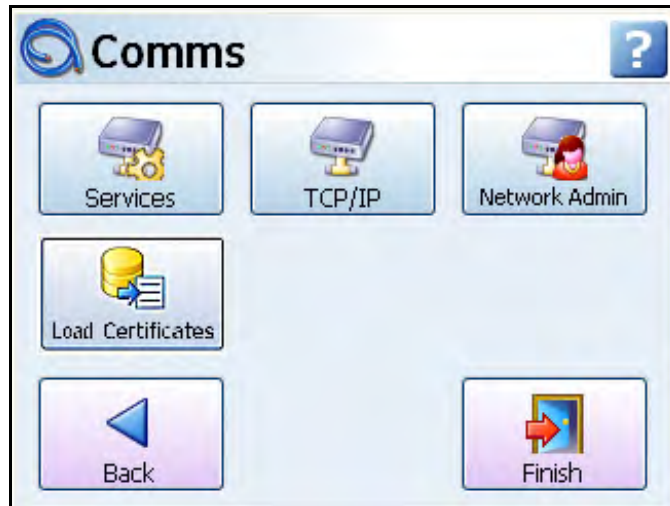 Comms
?
Services
TCP/IP
Network Admin
Load Certificates
Back
Finish